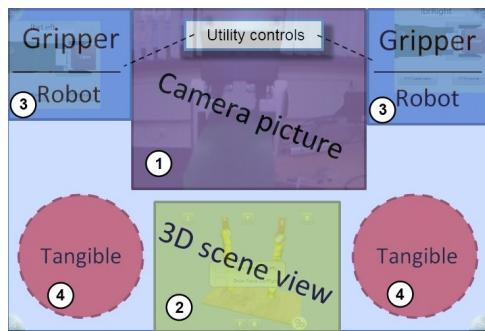 Gripper
Robot
3
Utility controls
Gripper
Robot
3
Camera picture
1
Tangible
4
3D scene view
2
Tangible
4